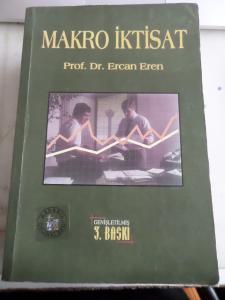 MAKRO İKTİSAT
Prof. Dr. Ercan Eren
GENİŞLETİLMİŞ
3. BASKI